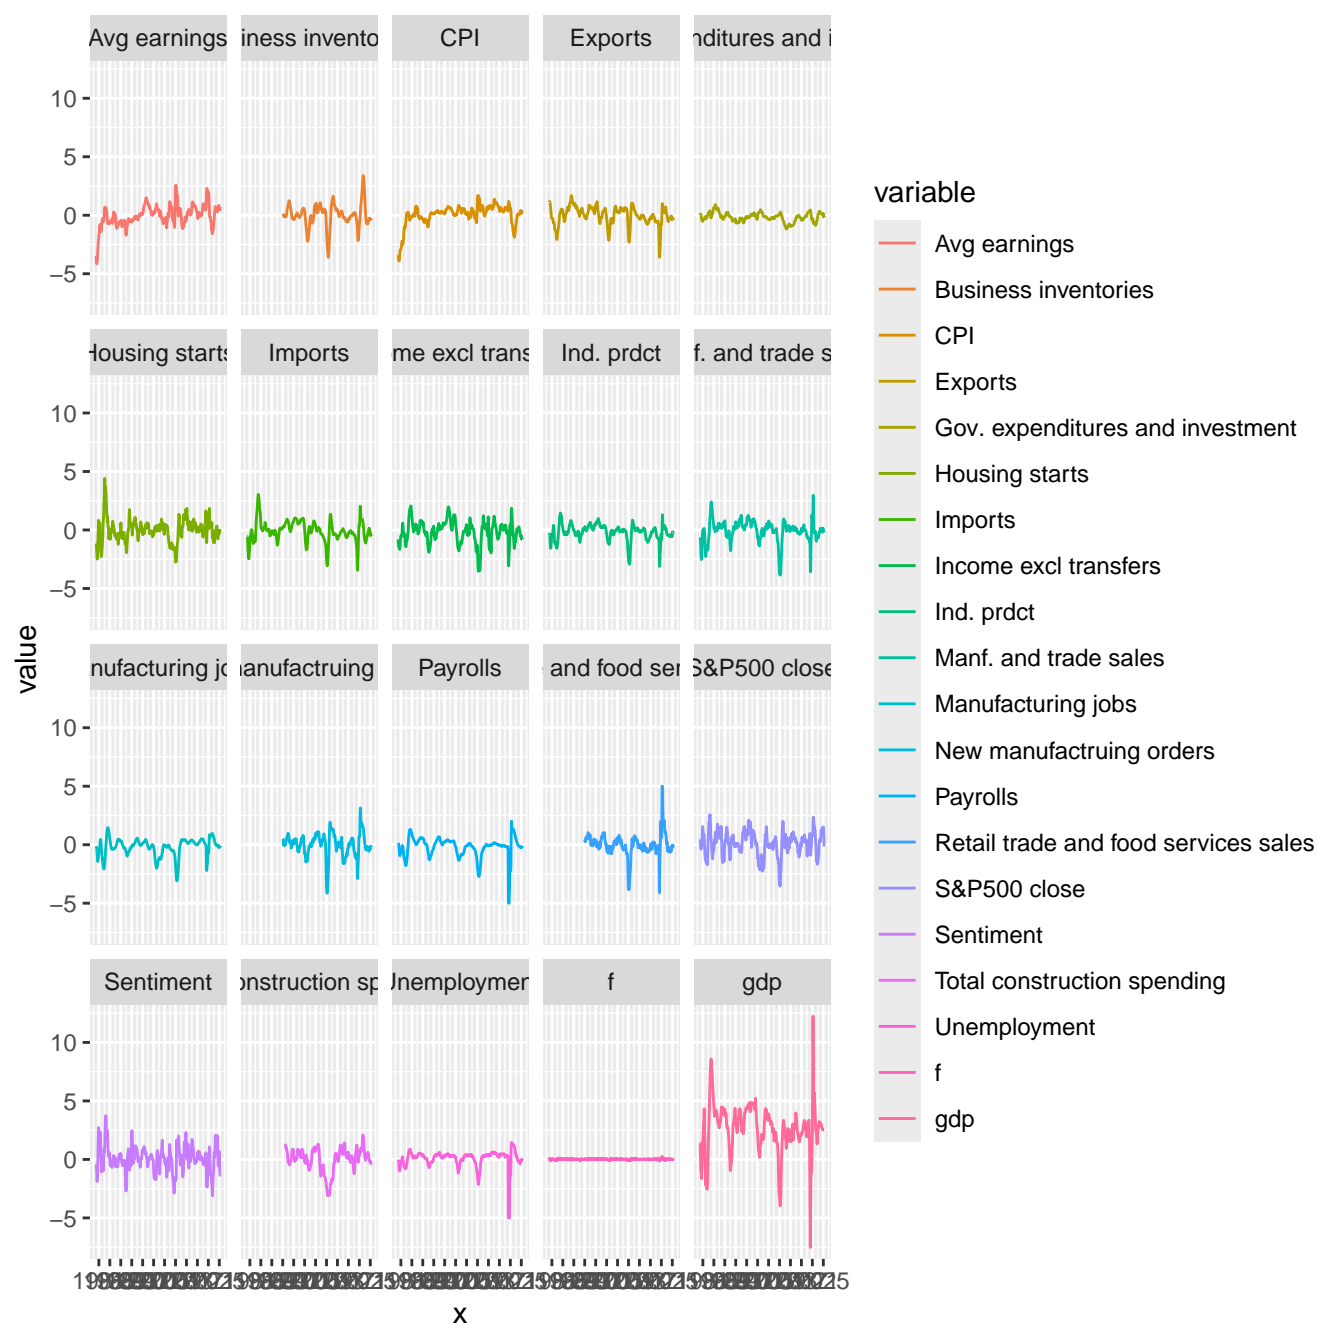 Avg earnings
iness invento
CPI
Exports
nditures and i
10
5
0
−5
Housing starts
Imports
me excl trans
Ind. prdct
f. and trade s
10
5
0
−5
nufacturing jo
anufactruing
Payrolls
and food ser
S&P500 close
10
5
0
−5
Sentiment
onstruction sp
Unemploymen
f
gdp
10
5
0
−5
value
x
variable
Avg earnings
Business inventories
CPI
Exports
Gov. expenditures and investment
Housing starts
Imports
Income excl transfers
Ind. prdct
Manf. and trade sales
Manufacturing jobs
New manufactruing orders
Payrolls
Retail trade and food services sales
S&P500 close
Sentiment
Total construction spending
Unemployment
f
gdp